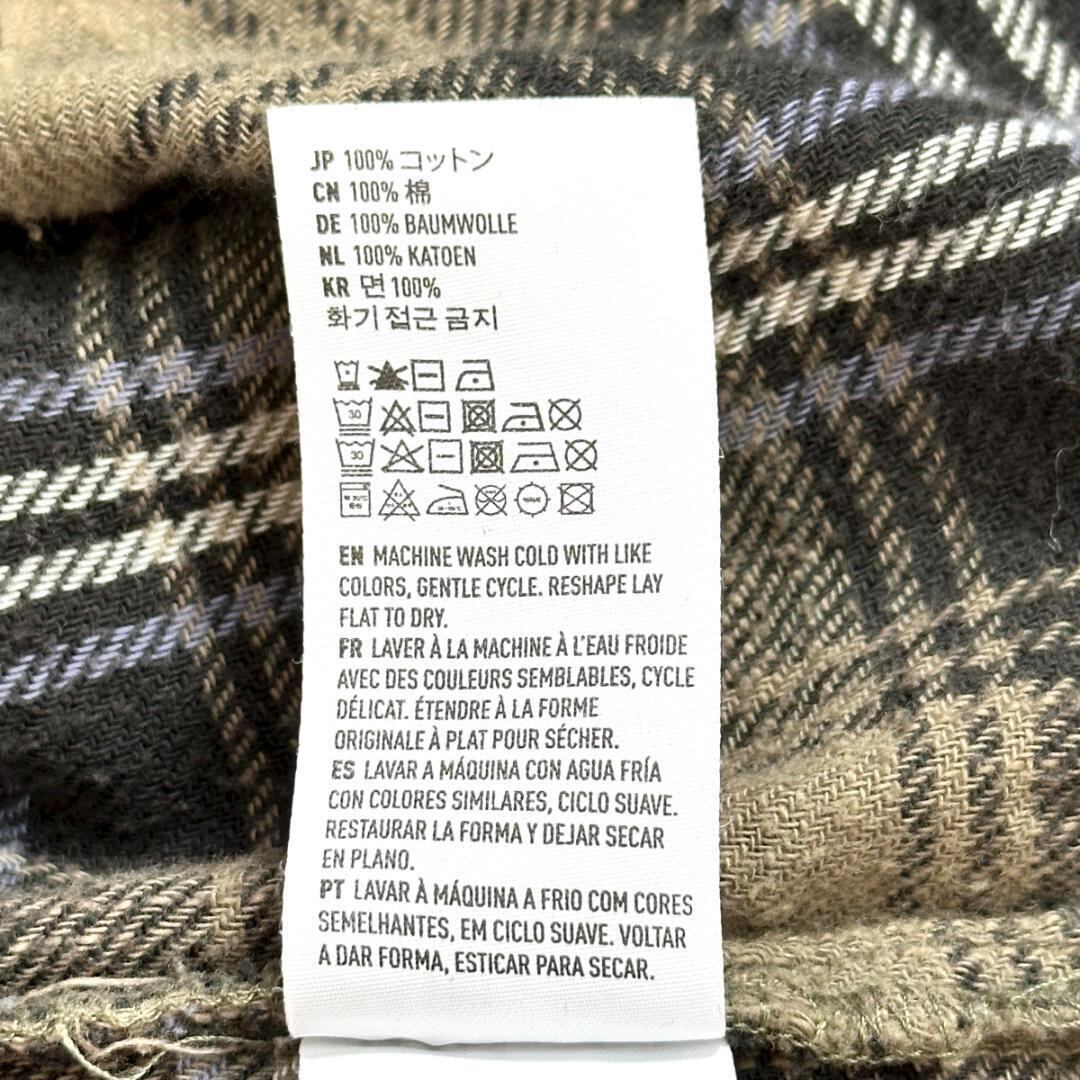 JP 100% コットン
CN 100% 棉
DE 100% BAUMWOLLE
NL 100% KATOEN
KR 면 100%
화기 접근 금지
30
30
EN MACHINE WASH COLD WITH LIKE
COLORS, GENTLE CYCLE. RESHAPE LAY
FLAT TO DRY.
FR LAVER À LA MACHINE À L'EAU FROIDE
AVEC DES COULEURS SEMBLABLES, CYCLE
DÉLICAT. ÉTENDRE À LA FORME
ORIGINALE À PLAT POUR SÉCHER.
ES LAVAR A MÁQUINA CON AGUA FRÍA
CON COLORES SIMILARES, CICLO SUAVE.
RESTAURAR LA FORMA Y DEJAR SECAR
EN PLANO.
PT LAVAR À MÁQUINA A FRIO COM CORES
SEMELHANTES, EM CICLO SUAVE. VOLTAR
A DAR FORMA, ESTICAR PARA SECAR.